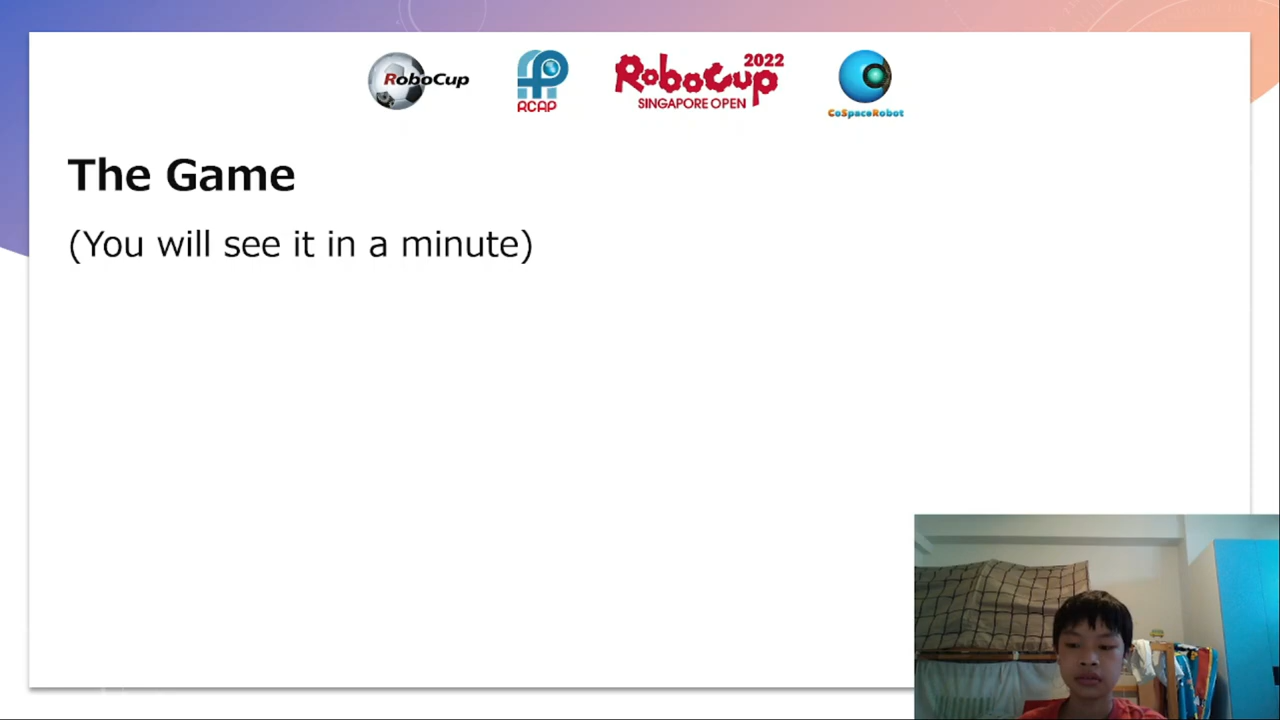 RoboCup
RCAP
RoboCup 2022
SINGAPORE OPEN
CoSpaceRobot
The Game
(You will see it in a minute)